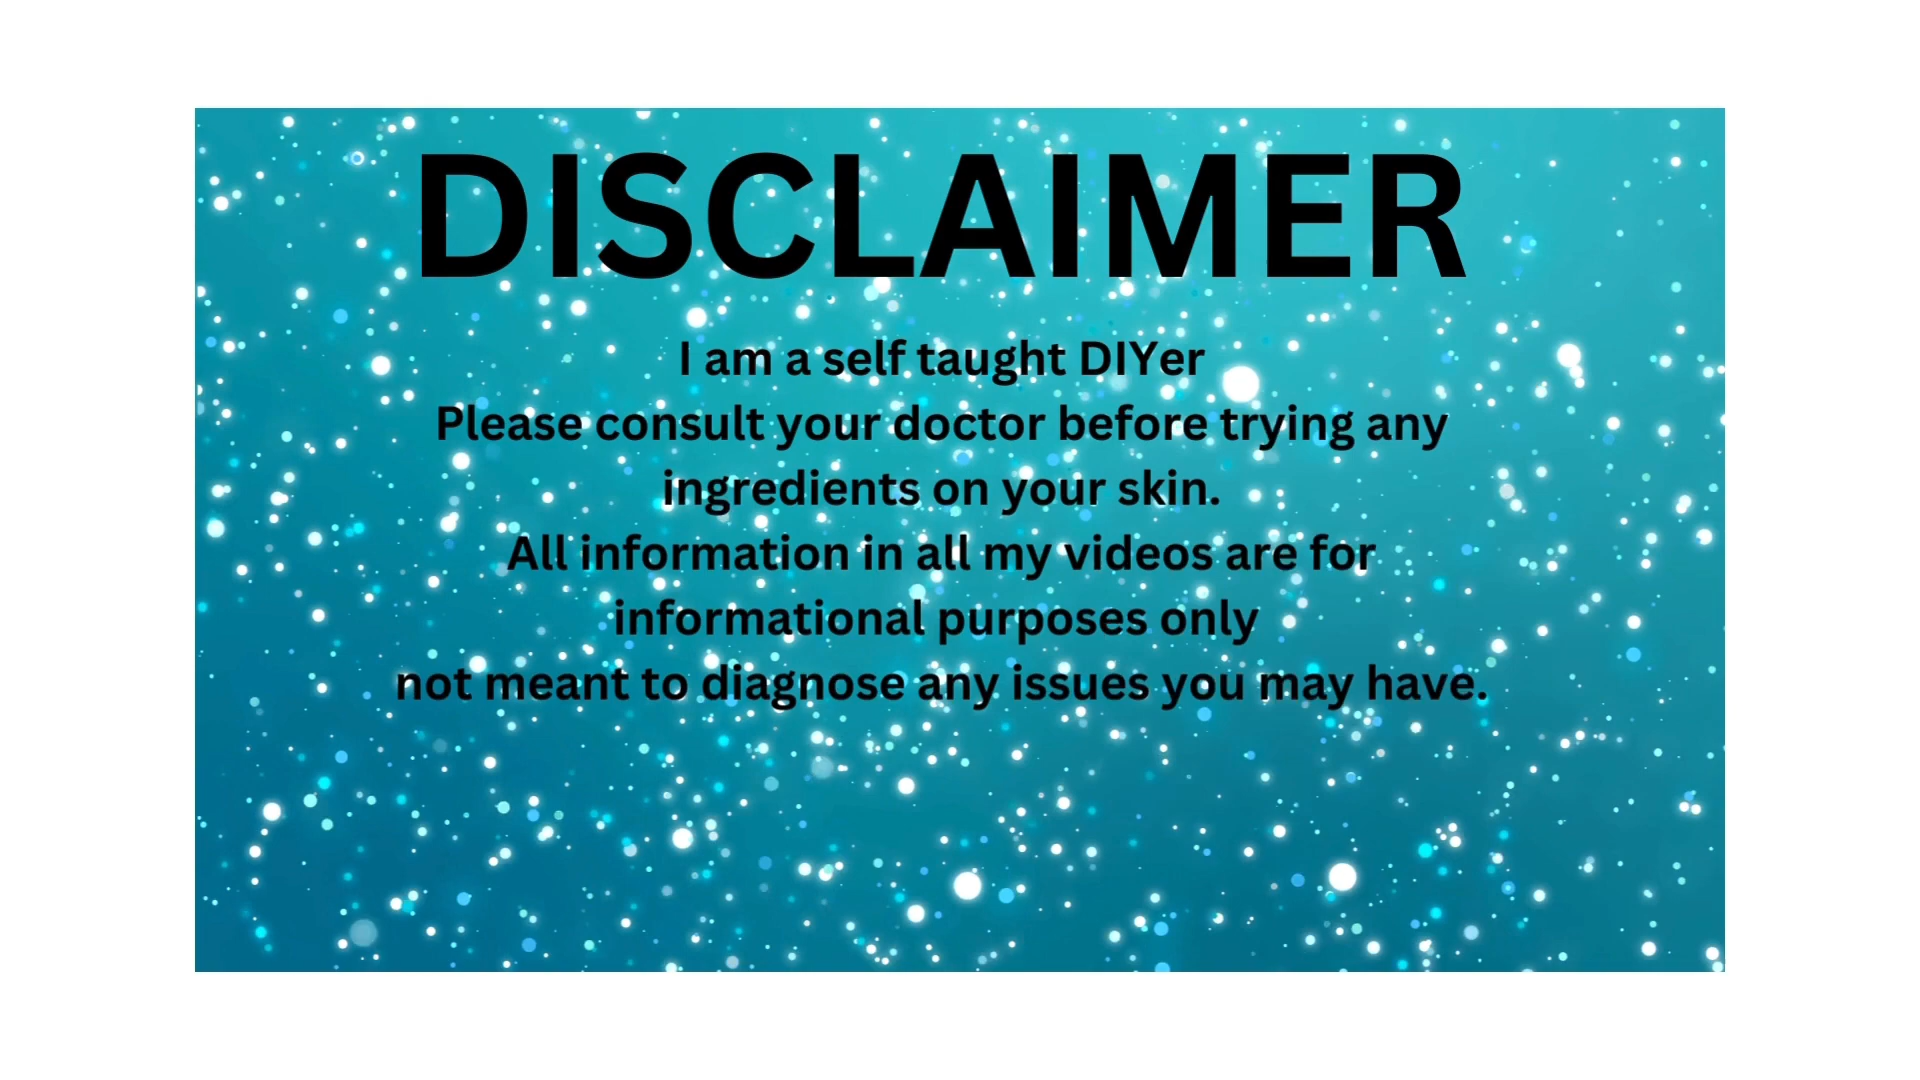 DISCLAIMER
I am a self taught DIYer
Please consult your doctor before trying any
ingredients on your skin.
All information in all my videos are for
informational purposes only
not meant to diagnose any issues you may have.